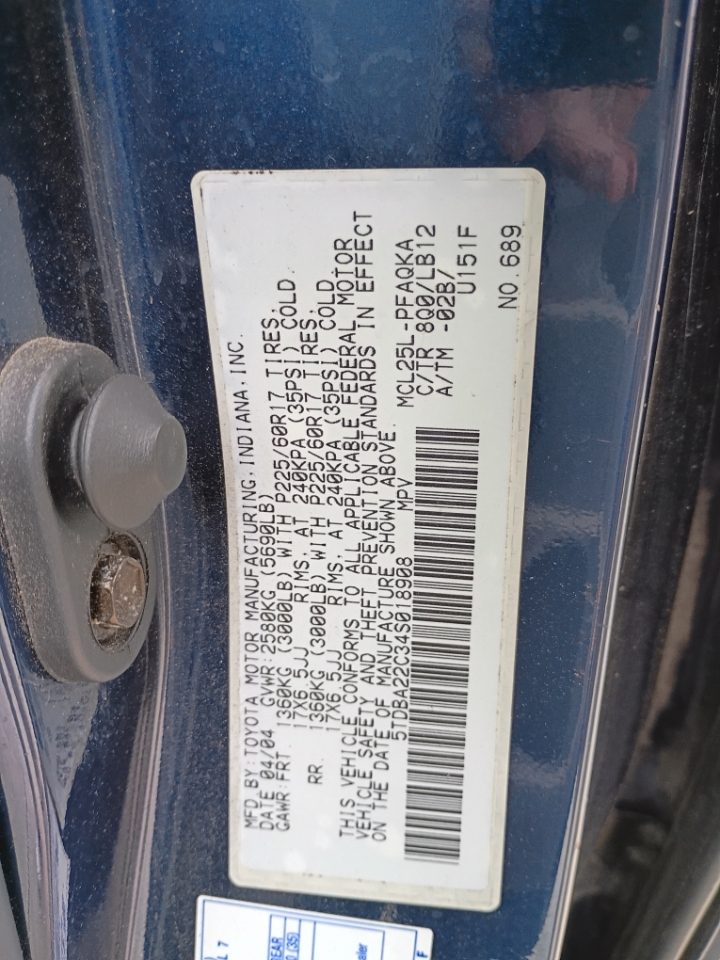 MFD BY: TOYOTA MOTOR MANUFACTURING, INDIANA, INC.
DATE 04/04 GVWR: 2580KG (5690LB)
GAWR: FRT. 1360KG (3000LB) WITH P225/60R17 TIRES,
17X6.5JJ RIMS, AT 240KPA (35PSI) COLD
RR. 1360KG (3000LB) WITH P225/60R17 TIRES,
17X6.5JJ RIMS, AT 240KPA (35PSI) COLD
THIS VEHICLE CONFORMS TO ALL APPLICABLE FEDERAL MOTOR
VEHICLE SAFETY AND THEFT PREVENTION STANDARDS IN EFFECT
ON THE DATE OF MANUFACTURE SHOWN ABOVE.
5TDBA22C34S018908 MPV
MCL25L-PFAQKA
C/TR 8Q0/LB12
A/TM -02B/
U151F
NO.689
L 7
EAR
(35)
aler
F